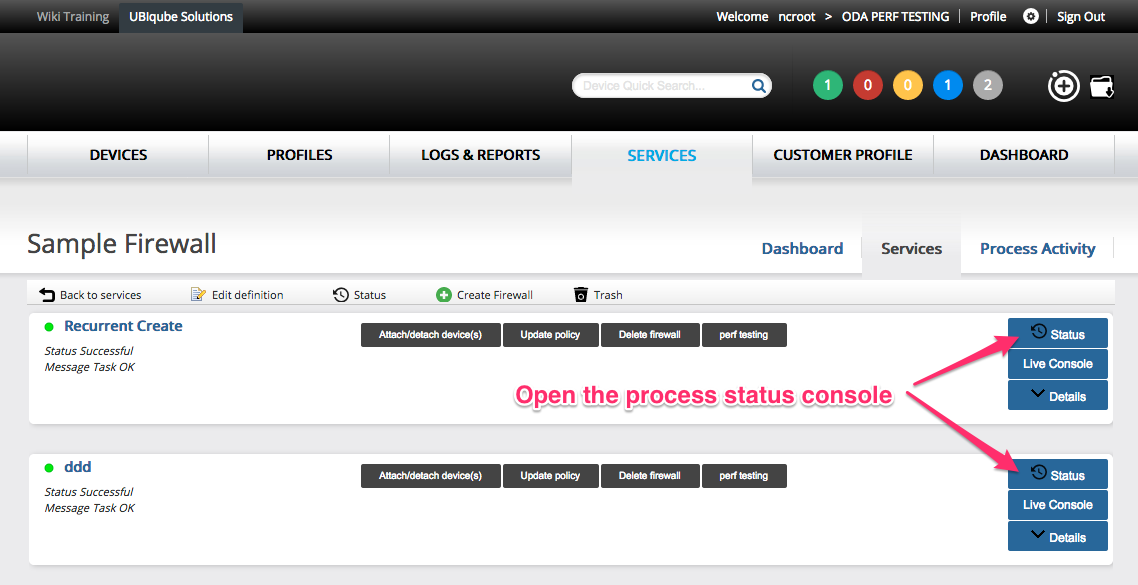 Wiki Training UBIqube Solutions Welcome ncroot > ODA PERF TESTING Profile Sign Out
Device Quick Search... 1 0 0 1 2
DEVICES PROFILES LOGS & REPORTS SERVICES CUSTOMER PROFILE DASHBOARD
Sample Firewall Dashboard Services Process Activity
Back to services Edit definition Status Create Firewall Trash
Recurrent Create
Status Successful
Message Task OK
Attach/detach device(s) Update policy Delete firewall perf testing
Status
Live Console
Details
Open the process status console
ddd
Status Successful
Message Task OK
Attach/detach device(s) Update policy Delete firewall perf testing
Status
Live Console
Details